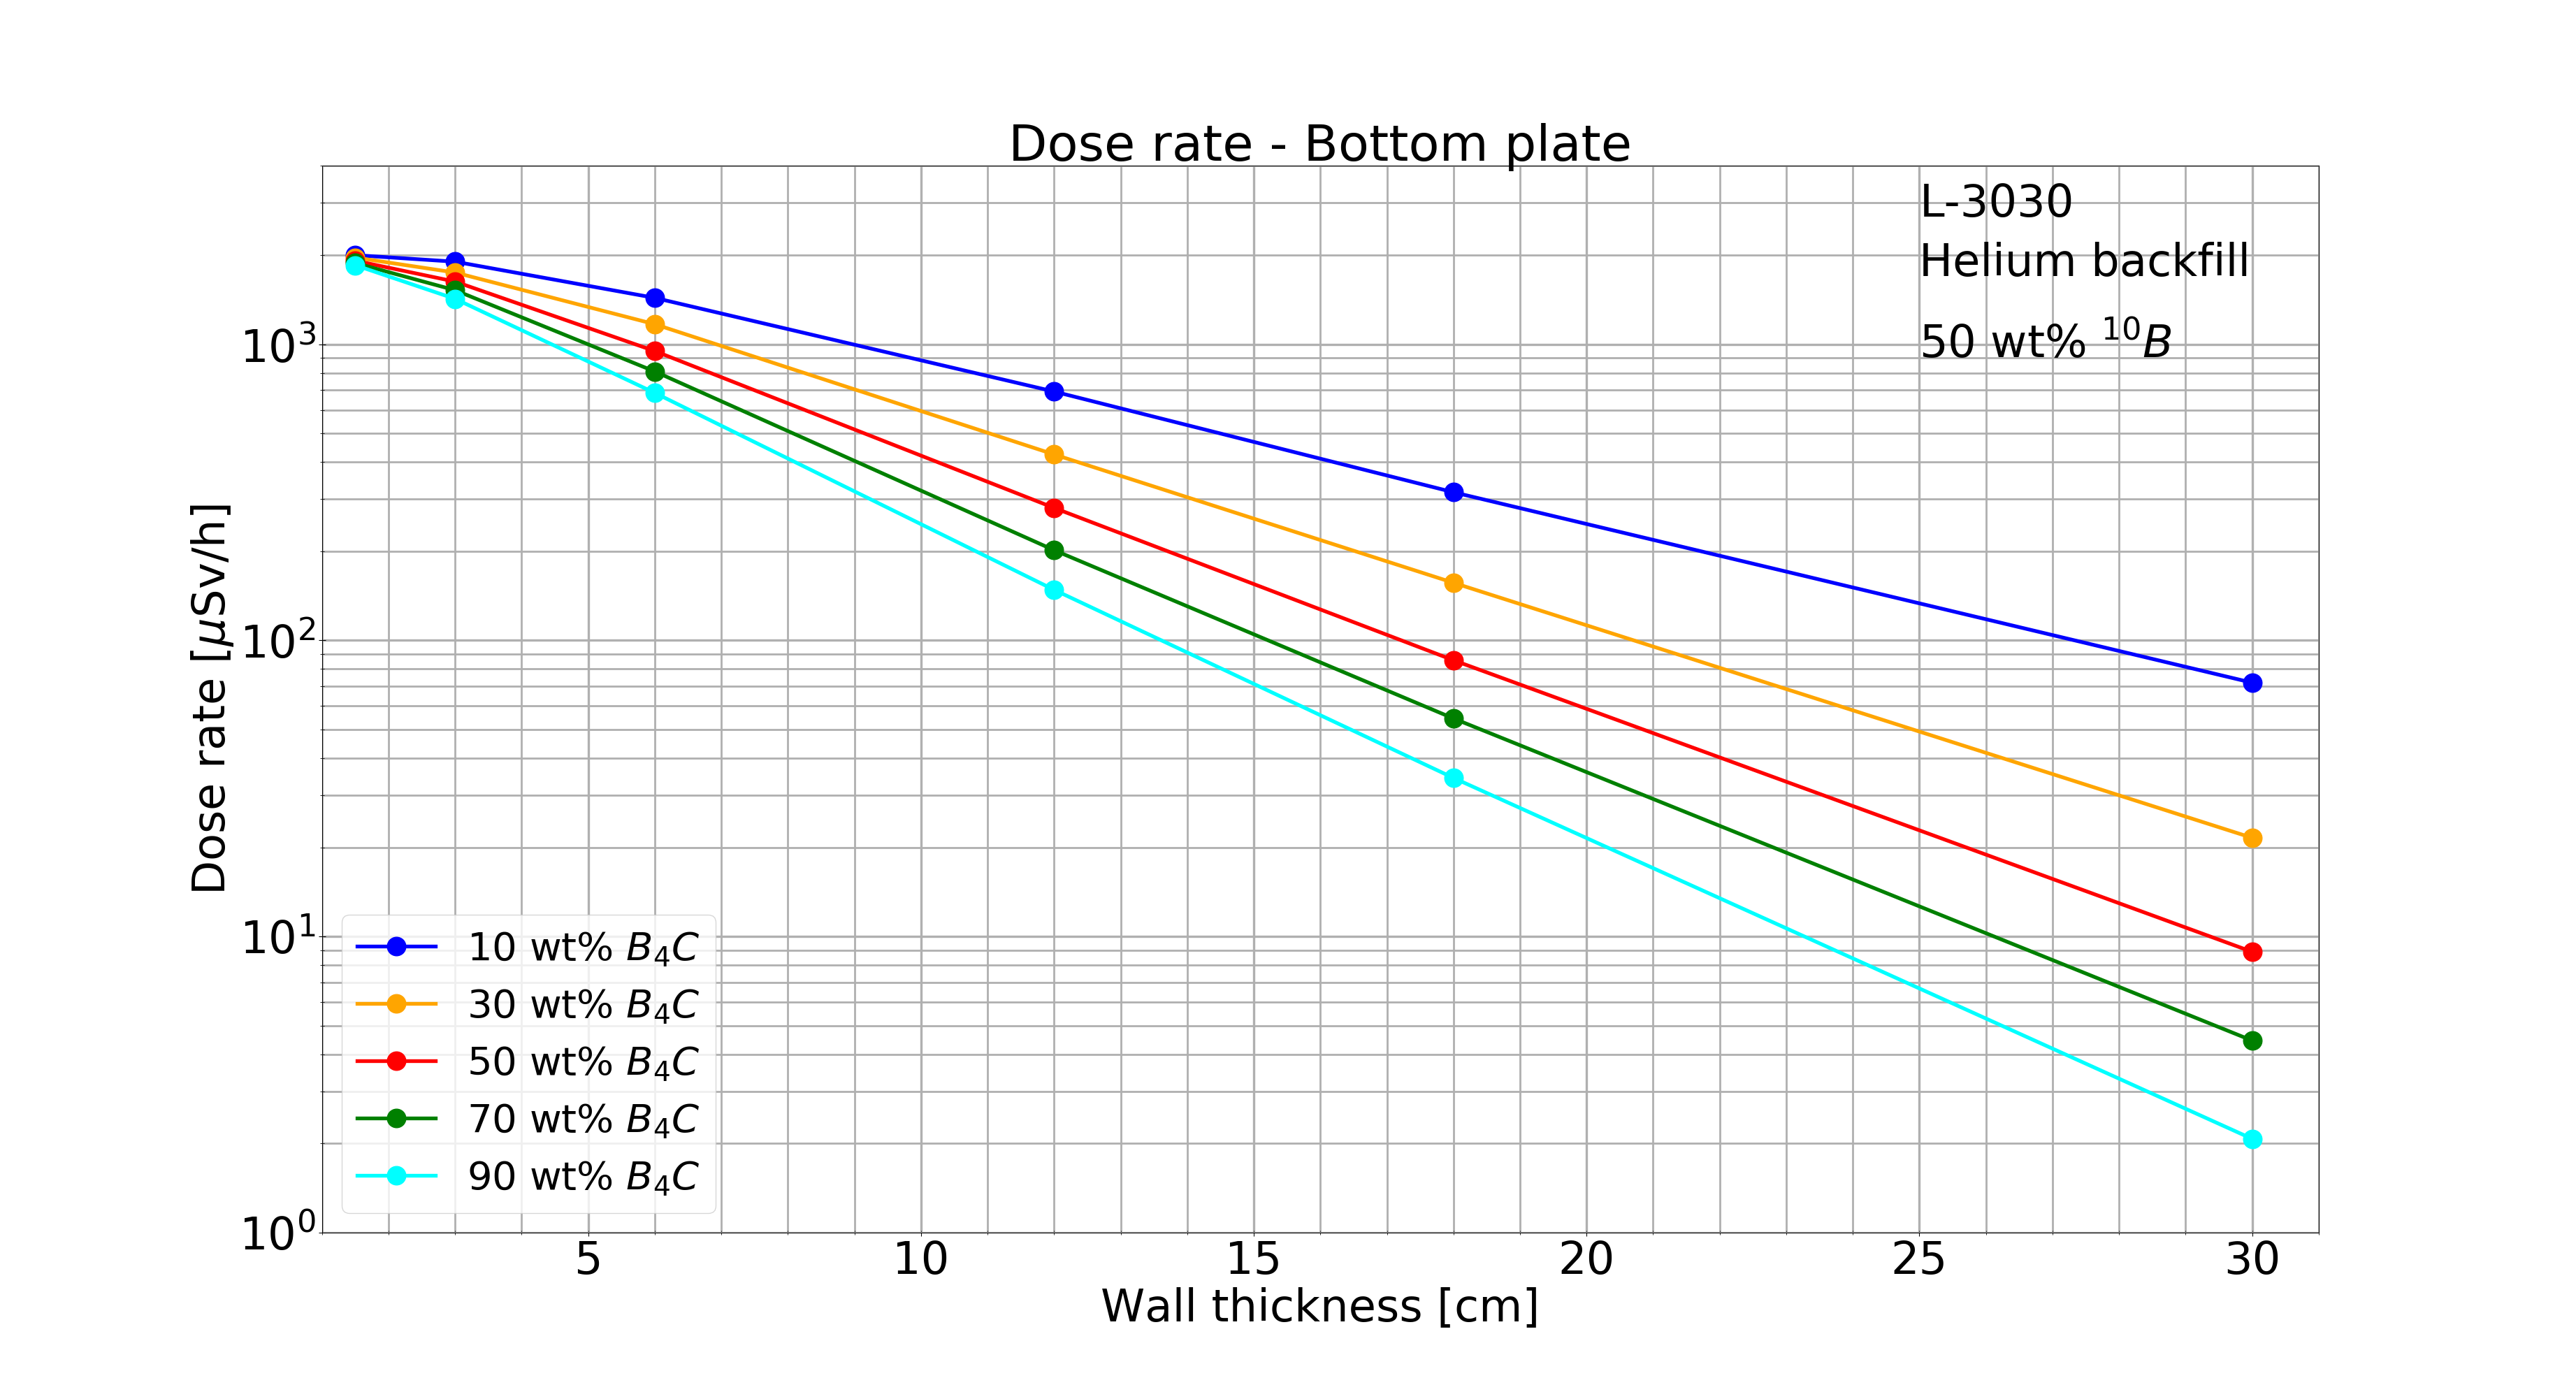 Dose rate - Bottom plate
L-3030
Helium backfill
50 wt% ¹⁰B
Dose rate [μSv/h]
10³
10²
10¹
10⁰
10 wt% B₄C
30 wt% B₄C
50 wt% B₄C
70 wt% B₄C
90 wt% B₄C
5 10 15 20 25 30
Wall thickness [cm]